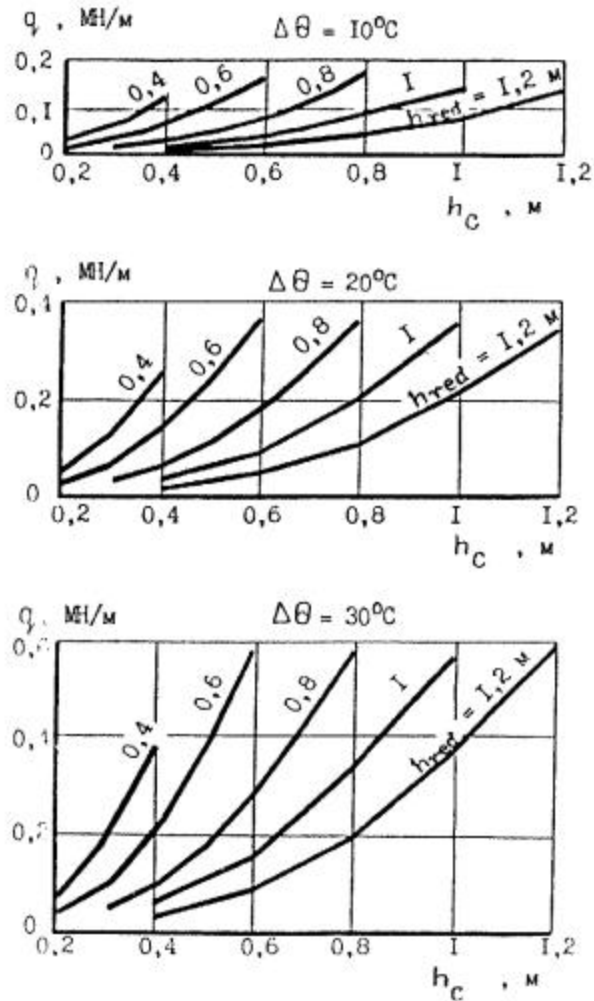 q , МН/м   Δθ = I0°C
0,2
0,4   0,6   0,8   I   hred = I,2 м
0,I
0
0,2   0,4   0,6   0,8   I   I,2
hC , м
q , МН/м   Δθ = 20°C
0,4
0,4   0,6   0,8   I   hred = I,2 м
0,2
0
0,2   0,4   0,6   0,8   I   I,2
hC , м
q , МН/м   Δθ = 30°C
0,4   0,6   0,8   I   hred = I,2 м
0
0,2   0,4   0,6   0,8   I   I,2
hC , м